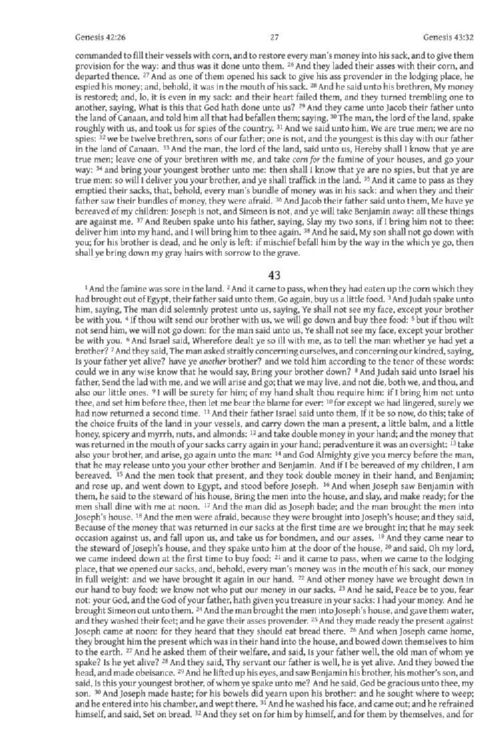 Genesis 42:26 27 Genesis 43:32
commanded to fill their vessels with corn, and to restore every man's money into his sack, and to give them
provision for the way: and thus was it done unto them. 26 And they laded their asses with their corn, and
departed thence. 27 And as one of them opened his sack to give his ass provender in the lodging place, he
espied his money; and, behold, it was in the mouth of his sack. 28 And he said unto his brethren, My money
is restored; and, lo, it is even in my sack: and their heart failed them, and they turned trembling one to
another, saying, What is this that God hath done unto us? 29 And they came unto Jacob their father unto
the land of Canaan, and told him all that had befallen them; saying, 30 The man, the lord of the land, spake
roughly with us, and took us for spies of the country. 31 And we said unto him, We are true men; we are no
spies: 32 we be twelve brethren, sons of our father; one is not, and the youngest is this day with our father
in the land of Canaan. 33 And the man, the lord of the land, said unto us, Hereby shall I know that ye are
true men; leave one of your brethren with me, and take corn for the famine of your houses, and go your
way: 34 and bring your youngest brother unto me: then shall I know that ye are no spies, but that ye are
true men: so will I deliver you your brother, and ye shall traffick in the land. 35 And it came to pass as they
emptied their sacks, that, behold, every man's bundle of money was in his sack: and when they and their
father saw their bundles of money, they were afraid. 36 And Jacob their father said unto them, Me have ye
bereaved of my children: Joseph is not, and Simeon is not, and ye will take Benjamin away: all these things
are against me. 37 And Reuben spake unto his father, saying, Slay my two sons, if I bring him not to thee:
deliver him into my hand, and I will bring him to thee again. 38 And he said, My son shall not go down with
you; for his brother is dead, and he only is left: if mischief befall him by the way in the which ye go, then
shall ye bring down my gray hairs with sorrow to the grave.
43
1 And the famine was sore in the land. 2 And it came to pass, when they had eaten up the corn which they
had brought out of Egypt, their father said unto them, Go again, buy us a little food. 3 And Judah spake unto
him, saying, The man did solemnly protest unto us, saying, Ye shall not see my face, except your brother
be with you. 4 If thou wilt send our brother with us, we will go down and buy thee food: 5 but if thou wilt
not send him, we will not go down: for the man said unto us, Ye shall not see my face, except your brother
be with you. 6 And Israel said, Wherefore dealt ye so ill with me, as to tell the man whether ye had yet a
brother? 7 And they said, The man asked straitly concerning ourselves, and concerning our kindred, saying,
Is your father yet alive? have ye another brother? and we told him according to the tenor of these words:
could we in any wise know that he would say, Bring your brother down? 8 And Judah said unto Israel his
father, Send the lad with me, and we will arise and go; that we may live, and not die, both we, and thou, and
also our little ones. 9 I will be surety for him; of my hand shalt thou require him: if I bring him not unto
thee, and set him before thee, then let me bear the blame for ever: 10 for except we had lingered, surely we
had now returned a second time. 11 And their father Israel said unto them, If it be so now, do this; take of
the choice fruits of the land in your vessels, and carry down the man a present, a little balm, and a little
honey, spicery and myrrh, nuts, and almonds: 12 and take double money in your hand; and the money that
was returned in the mouth of your sacks carry again in your hand; peradventure it was an oversight: 13 take
also your brother, and arise, go again unto the man: 14 and God Almighty give you mercy before the man,
that he may release unto you your other brother and Benjamin. And if I be bereaved of my children, I am
bereaved. 15 And the men took that present, and they took double money in their hand, and Benjamin;
and rose up, and went down to Egypt, and stood before Joseph. 16 And when Joseph saw Benjamin with
them, he said to the steward of his house, Bring the men into the house, and slay, and make ready; for the
men shall dine with me at noon. 17 And the man did as Joseph bade; and the man brought the men into
Joseph's house. 18 And the men were afraid, because they were brought into Joseph's house; and they said,
Because of the money that was returned in our sacks at the first time are we brought in; that he may seek
occasion against us, and fall upon us, and take us for bondmen, and our asses. 19 And they came near to
the steward of Joseph's house, and they spake unto him at the door of the house, 20 and said, Oh my lord,
we came indeed down at the first time to buy food: 21 and it came to pass, when we came to the lodging
place, that we opened our sacks, and, behold, every man's money was in the mouth of his sack, our money
in full weight: and we have brought it again in our hand. 22 And other money have we brought down in
our hand to buy food: we know not who put our money in our sacks. 23 And he said, Peace be to you, fear
not: your God, and the God of your father, hath given you treasure in your sacks: I had your money. And he
brought Simeon out unto them. 24 And the man brought the men into Joseph's house, and gave them water,
and they washed their feet; and he gave their asses provender. 25 And they made ready the present against
Joseph came at noon: for they heard that they should eat bread there. 26 And when Joseph came home,
they brought him the present which was in their hand into the house, and bowed down themselves to him
to the earth. 27 And he asked them of their welfare, and said, Is your father well, the old man of whom ye
spake? Is he yet alive? 28 And they said, Thy servant our father is well, he is yet alive. And they bowed the
head, and made obeisance. 29 And he lifted up his eyes, and saw Benjamin his brother, his mother's son, and
said, Is this your youngest brother, of whom ye spake unto me? And he said, God be gracious unto thee, my
son. 30 And Joseph made haste; for his bowels did yearn upon his brother: and he sought where to weep;
and he entered into his chamber, and wept there. 31 And he washed his face, and came out; and he refrained
himself, and said, Set on bread. 32 And they set on for him by himself, and for them by themselves, and for